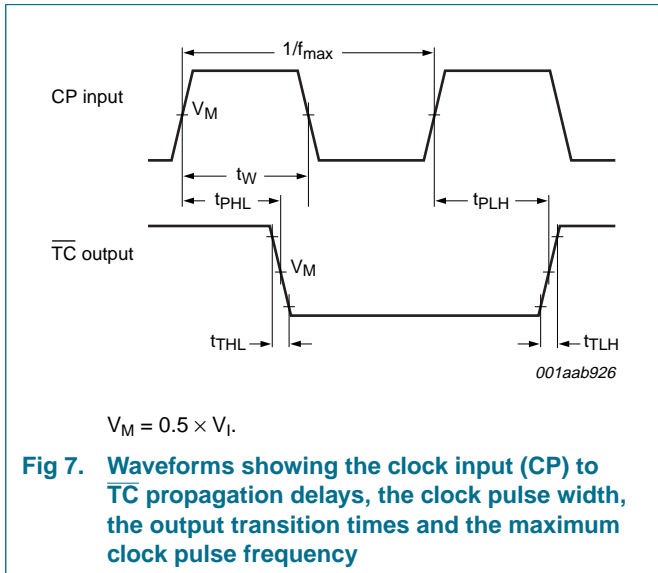 1/fmax
CP input
VM
tW
tPHL
tPLH
T̅C̅ output
VM
tTHL
tTLH
001aab926
VM = 0.5 × VI.
Fig 7. Waveforms showing the clock input (CP) to
T̅C̅ propagation delays, the clock pulse width,
the output transition times and the maximum
clock pulse frequency